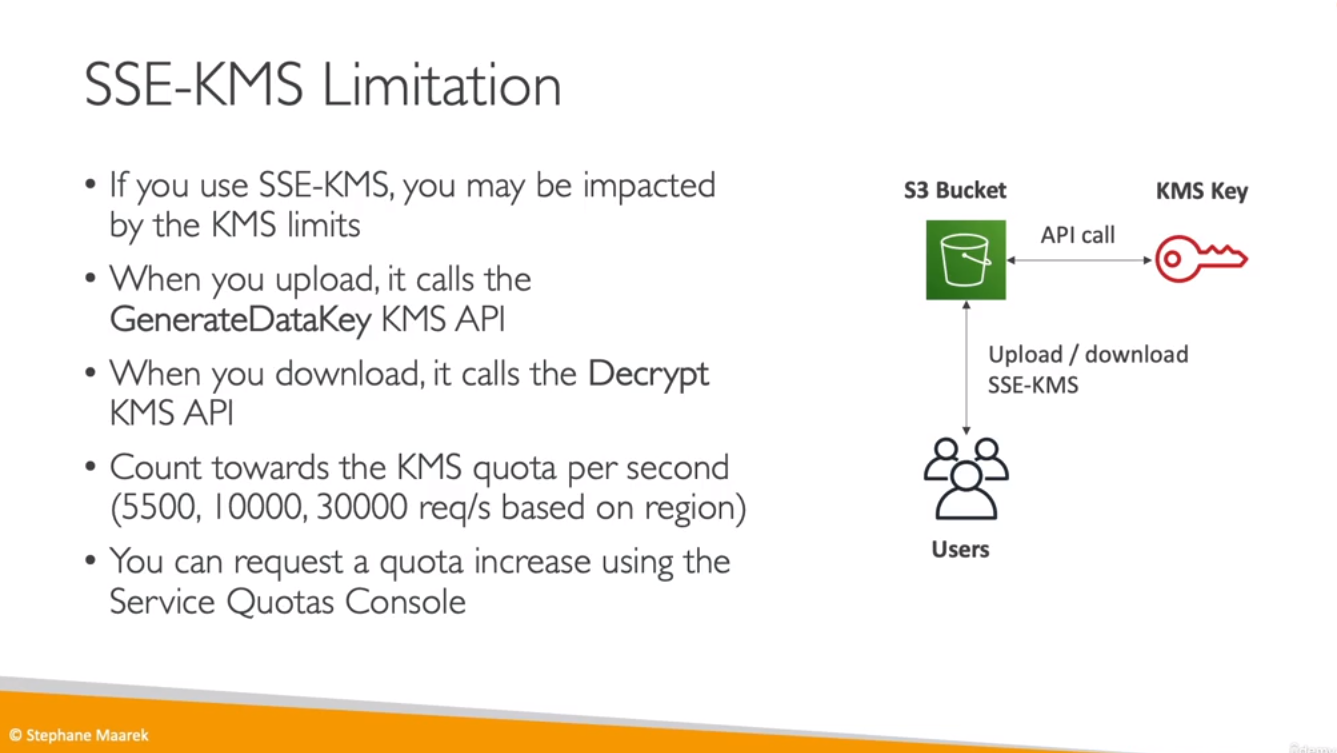 SSE-KMS Limitation
• If you use SSE-KMS, you may be impacted
by the KMS limits
• When you upload, it calls the
GenerateDataKey KMS API
• When you download, it calls the Decrypt
KMS API
• Count towards the KMS quota per second
(5500, 10000, 30000 req/s based on region)
• You can request a quota increase using the
Service Quotas Console
S3 Bucket
KMS Key
API call
Upload / download
SSE-KMS
Users
© Stephane Maarek